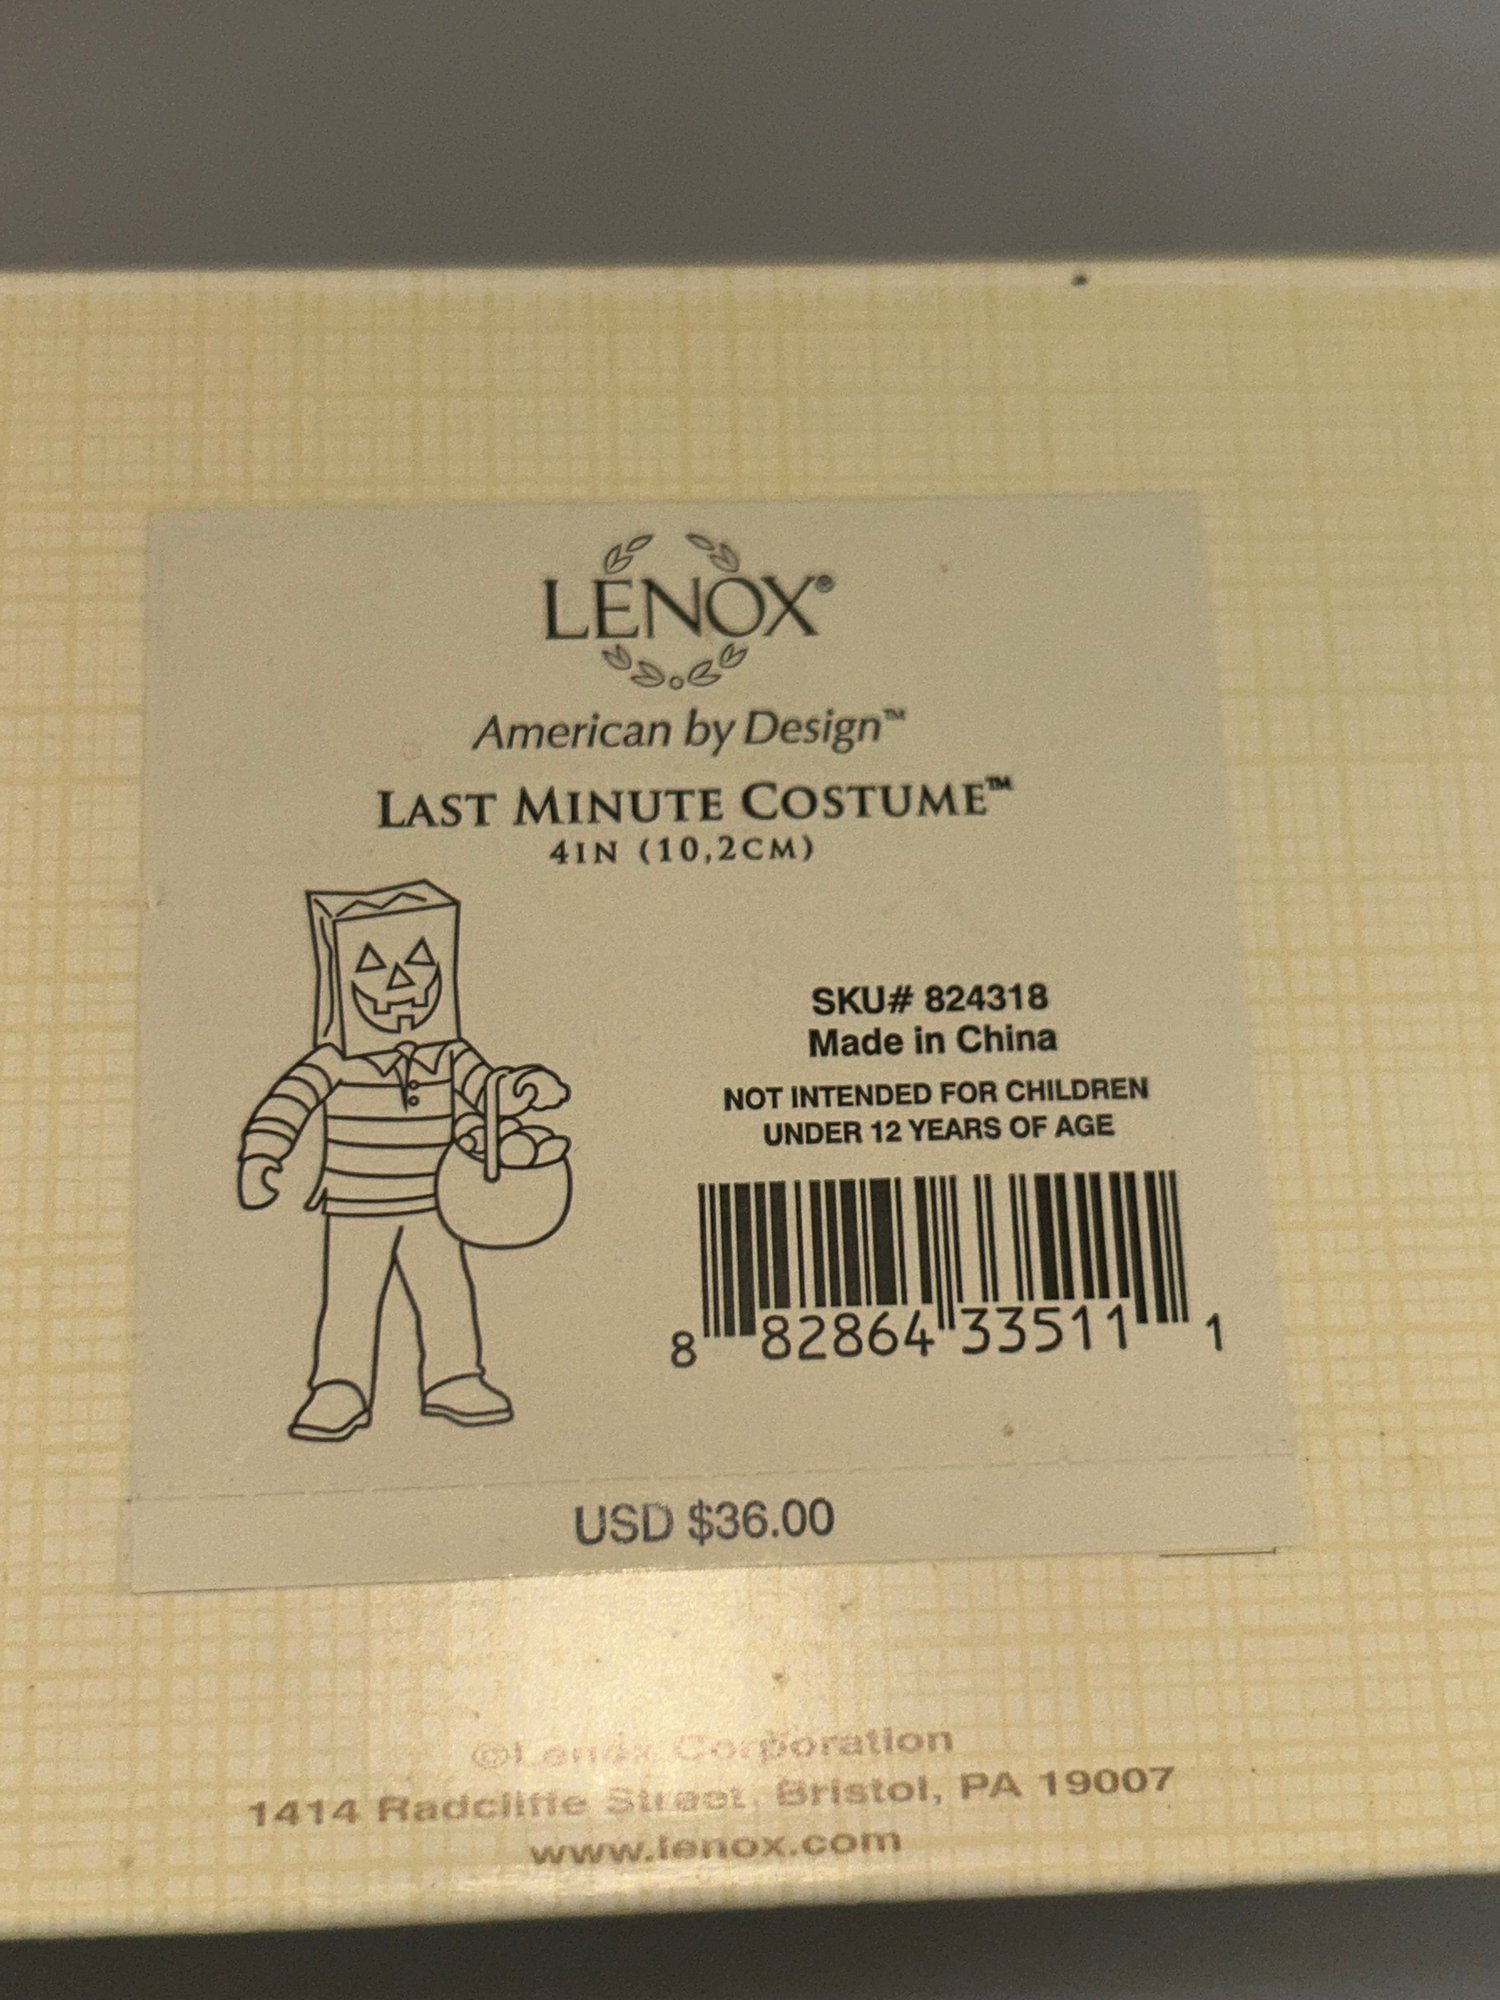 LENOX®
American by Design™
LAST MINUTE COSTUME™
4IN (10,2CM)
SKU# 824318
Made in China
NOT INTENDED FOR CHILDREN
UNDER 12 YEARS OF AGE
8 82864 33511 1
USD $36.00
©Lenox Corporation
1414 Radcliffe Street, Bristol, PA 19007
www.lenox.com